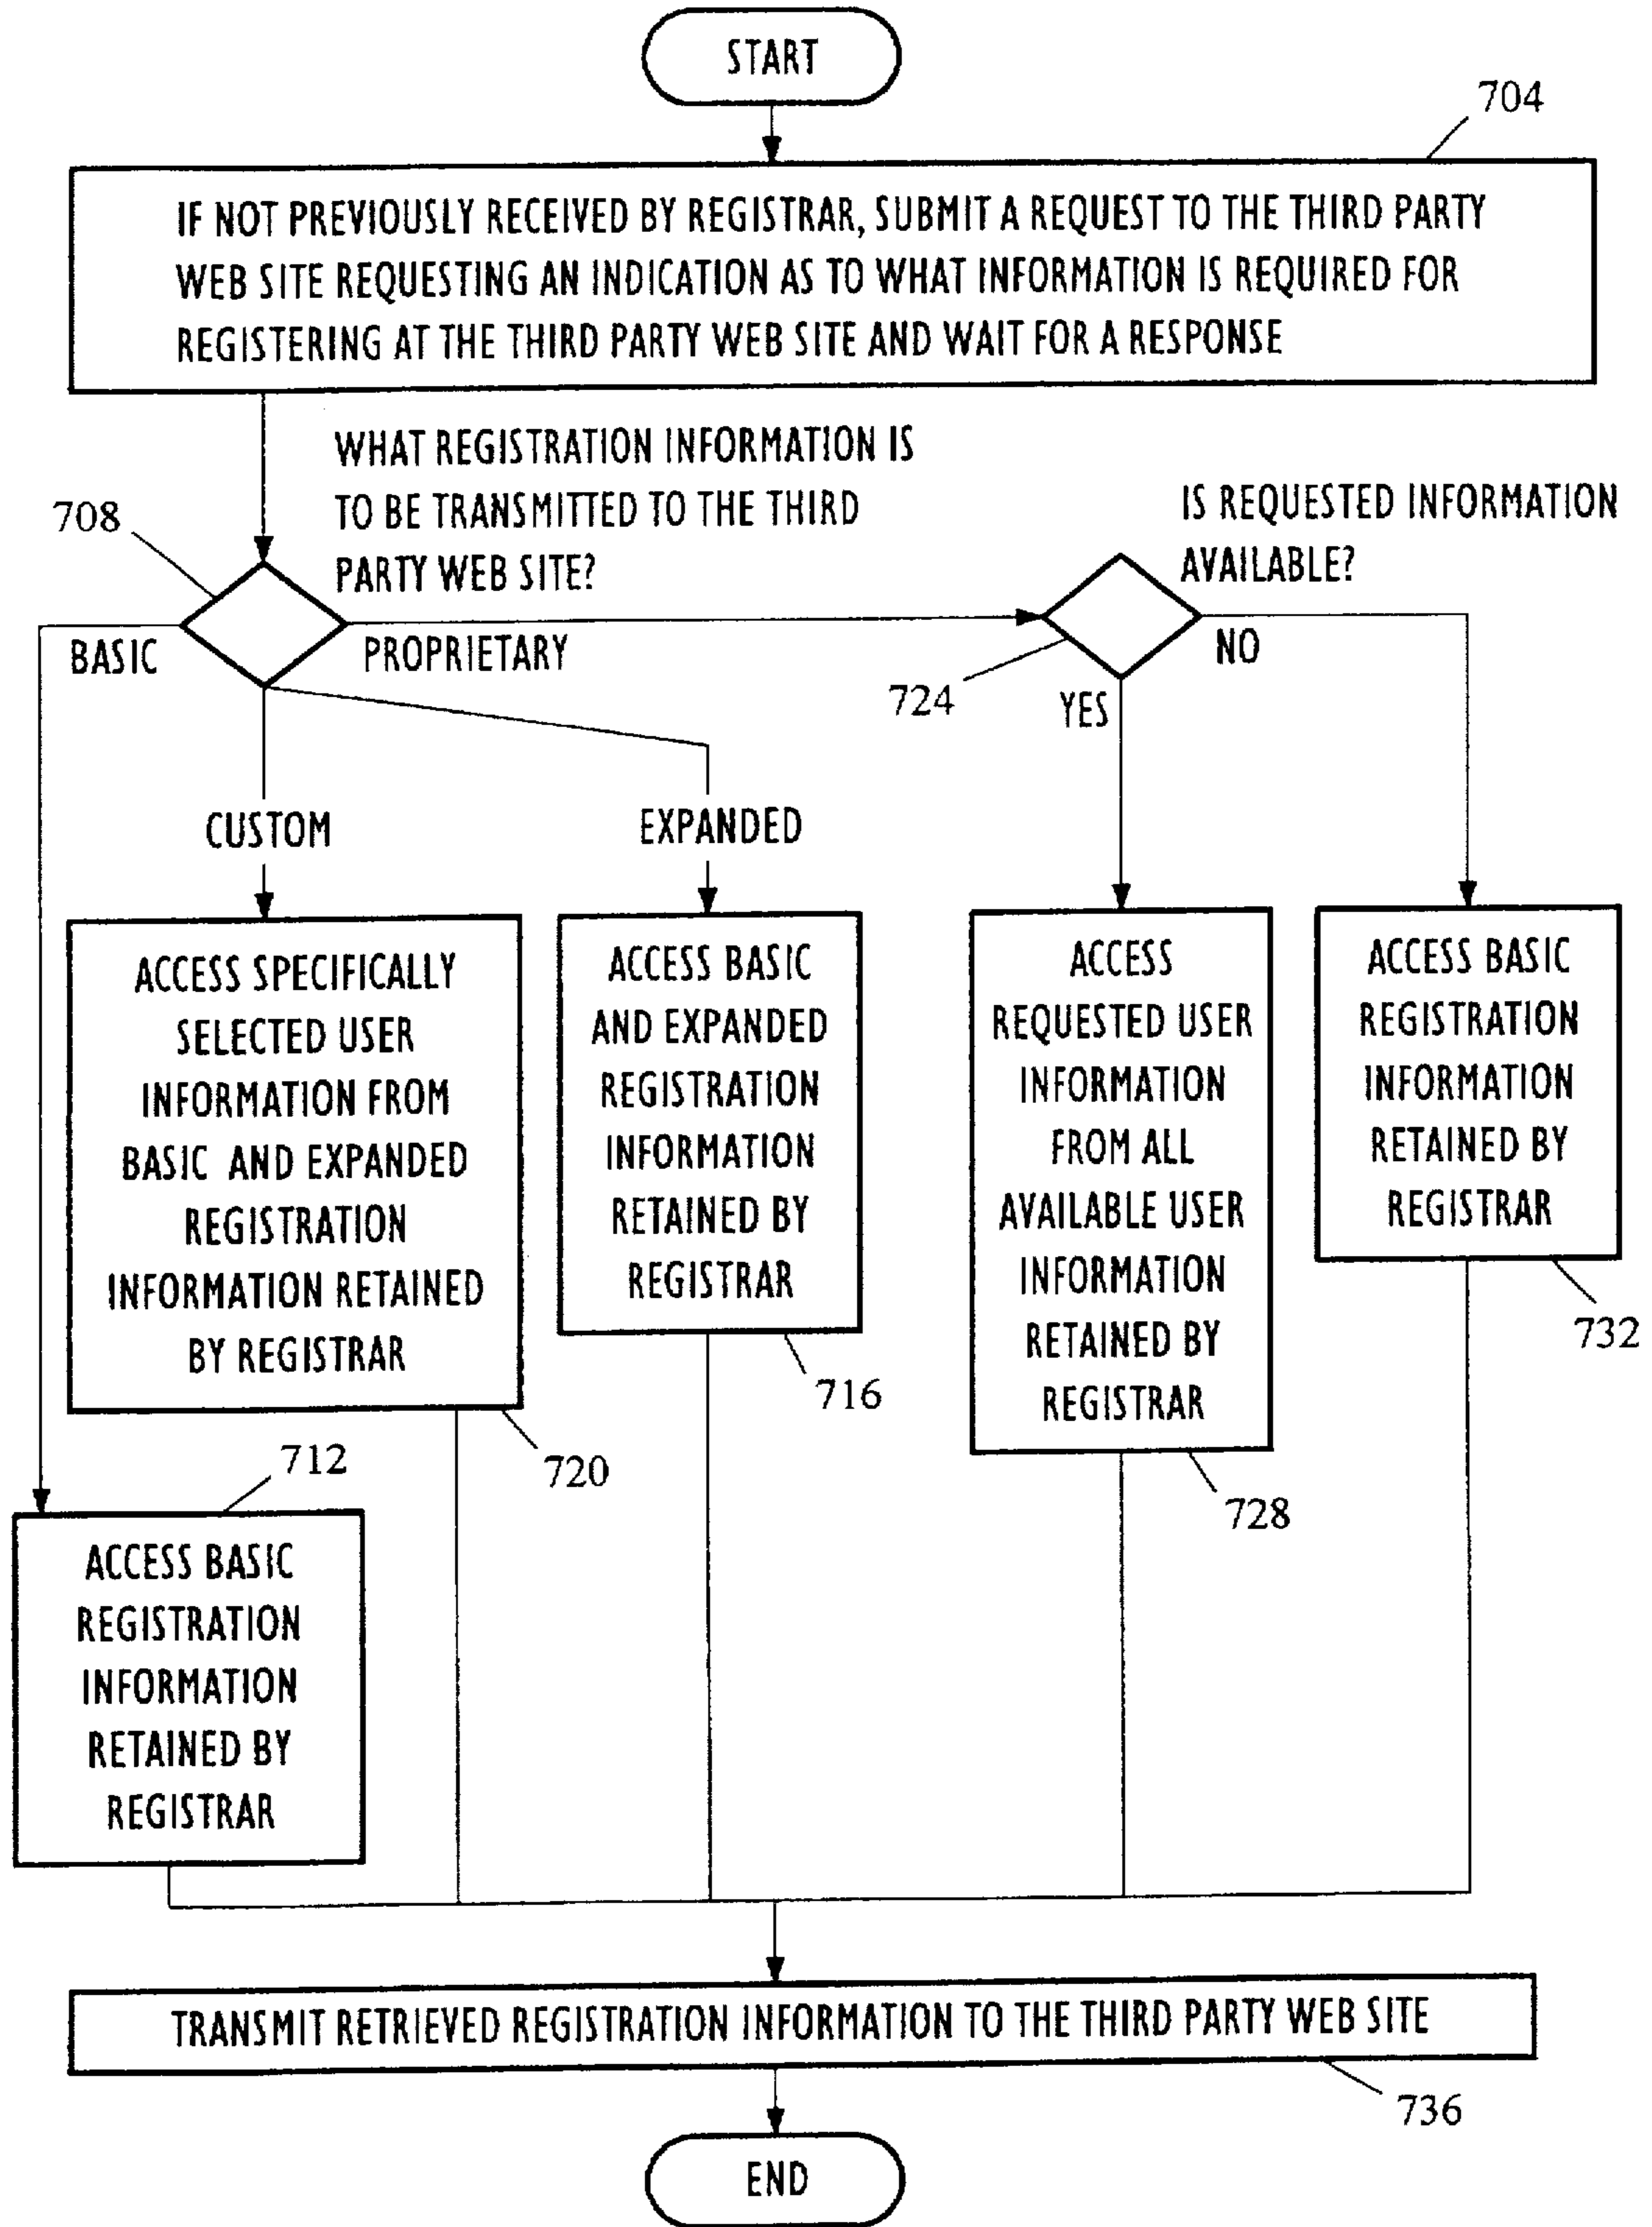 START
704
IF NOT PREVIOUSLY RECEIVED BY REGISTRAR, SUBMIT A REQUEST TO THE THIRD PARTY
WEB SITE REQUESTING AN INDICATION AS TO WHAT INFORMATION IS REQUIRED FOR
REGISTERING AT THE THIRD PARTY WEB SITE AND WAIT FOR A RESPONSE
WHAT REGISTRATION INFORMATION IS
TO BE TRANSMITTED TO THE THIRD
PARTY WEB SITE?
708
IS REQUESTED INFORMATION
AVAILABLE?
BASIC
PROPRIETARY
724
NO
YES
CUSTOM
EXPANDED
ACCESS SPECIFICALLY
SELECTED USER
INFORMATION FROM
BASIC AND EXPANDED
REGISTRATION
INFORMATION RETAINED
BY REGISTRAR
720
ACCESS BASIC
AND EXPANDED
REGISTRATION
INFORMATION
RETAINED BY
REGISTRAR
716
ACCESS
REQUESTED USER
INFORMATION
FROM ALL
AVAILABLE USER
INFORMATION
RETAINED BY
REGISTRAR
728
ACCESS BASIC
REGISTRATION
INFORMATION
RETAINED BY
REGISTRAR
732
712
ACCESS BASIC
REGISTRATION
INFORMATION
RETAINED BY
REGISTRAR
TRANSMIT RETRIEVED REGISTRATION INFORMATION TO THE THIRD PARTY WEB SITE
736
END